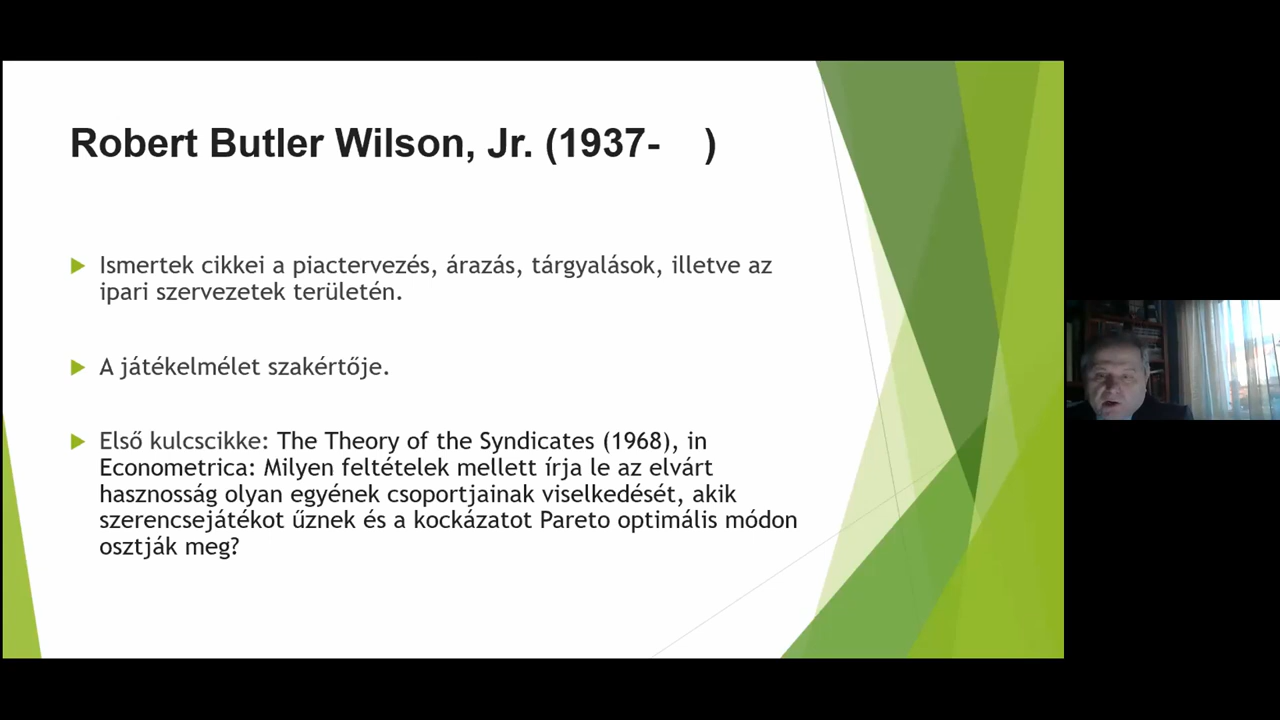 Robert Butler Wilson, Jr. (1937-    )
Ismertek cikkei a piactervezés, árazás, tárgyalások, illetve az
ipari szervezetek területén.
A játékelmélet szakértője.
Első kulcscikke: The Theory of the Syndicates (1968), in
Econometrica: Milyen feltételek mellett írja le az elvárt
hasznosság olyan egyének csoportjainak viselkedését, akik
szerencsejátékot űznek és a kockázatot Pareto optimális módon
osztják meg?